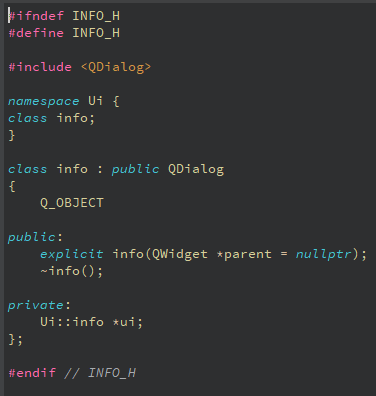 #ifndef INFO_H
#define INFO_H
#include <QDialog>
namespace Ui {
class info;
}
class info : public QDialog
{
    Q_OBJECT
public:
    explicit info(QWidget *parent = nullptr);
    ~info();
private:
    Ui::info *ui;
};
#endif // INFO_H